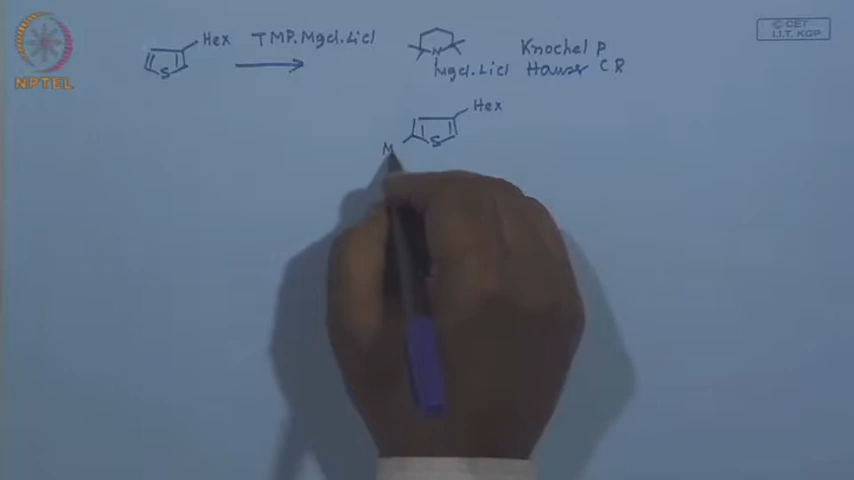 Hex TMP.Mgcl.Licl
S
N
Mgcl.Licl
Knochel P
Hauser CR
Hex
S
M
NPTEL
© CET
I.I.T. KGP